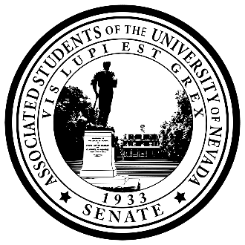 ASSOCIATED STUDENTS OF THE UNIVERSITY OF NEVADA
VIS LUPI EST GREX
1933
SENATE